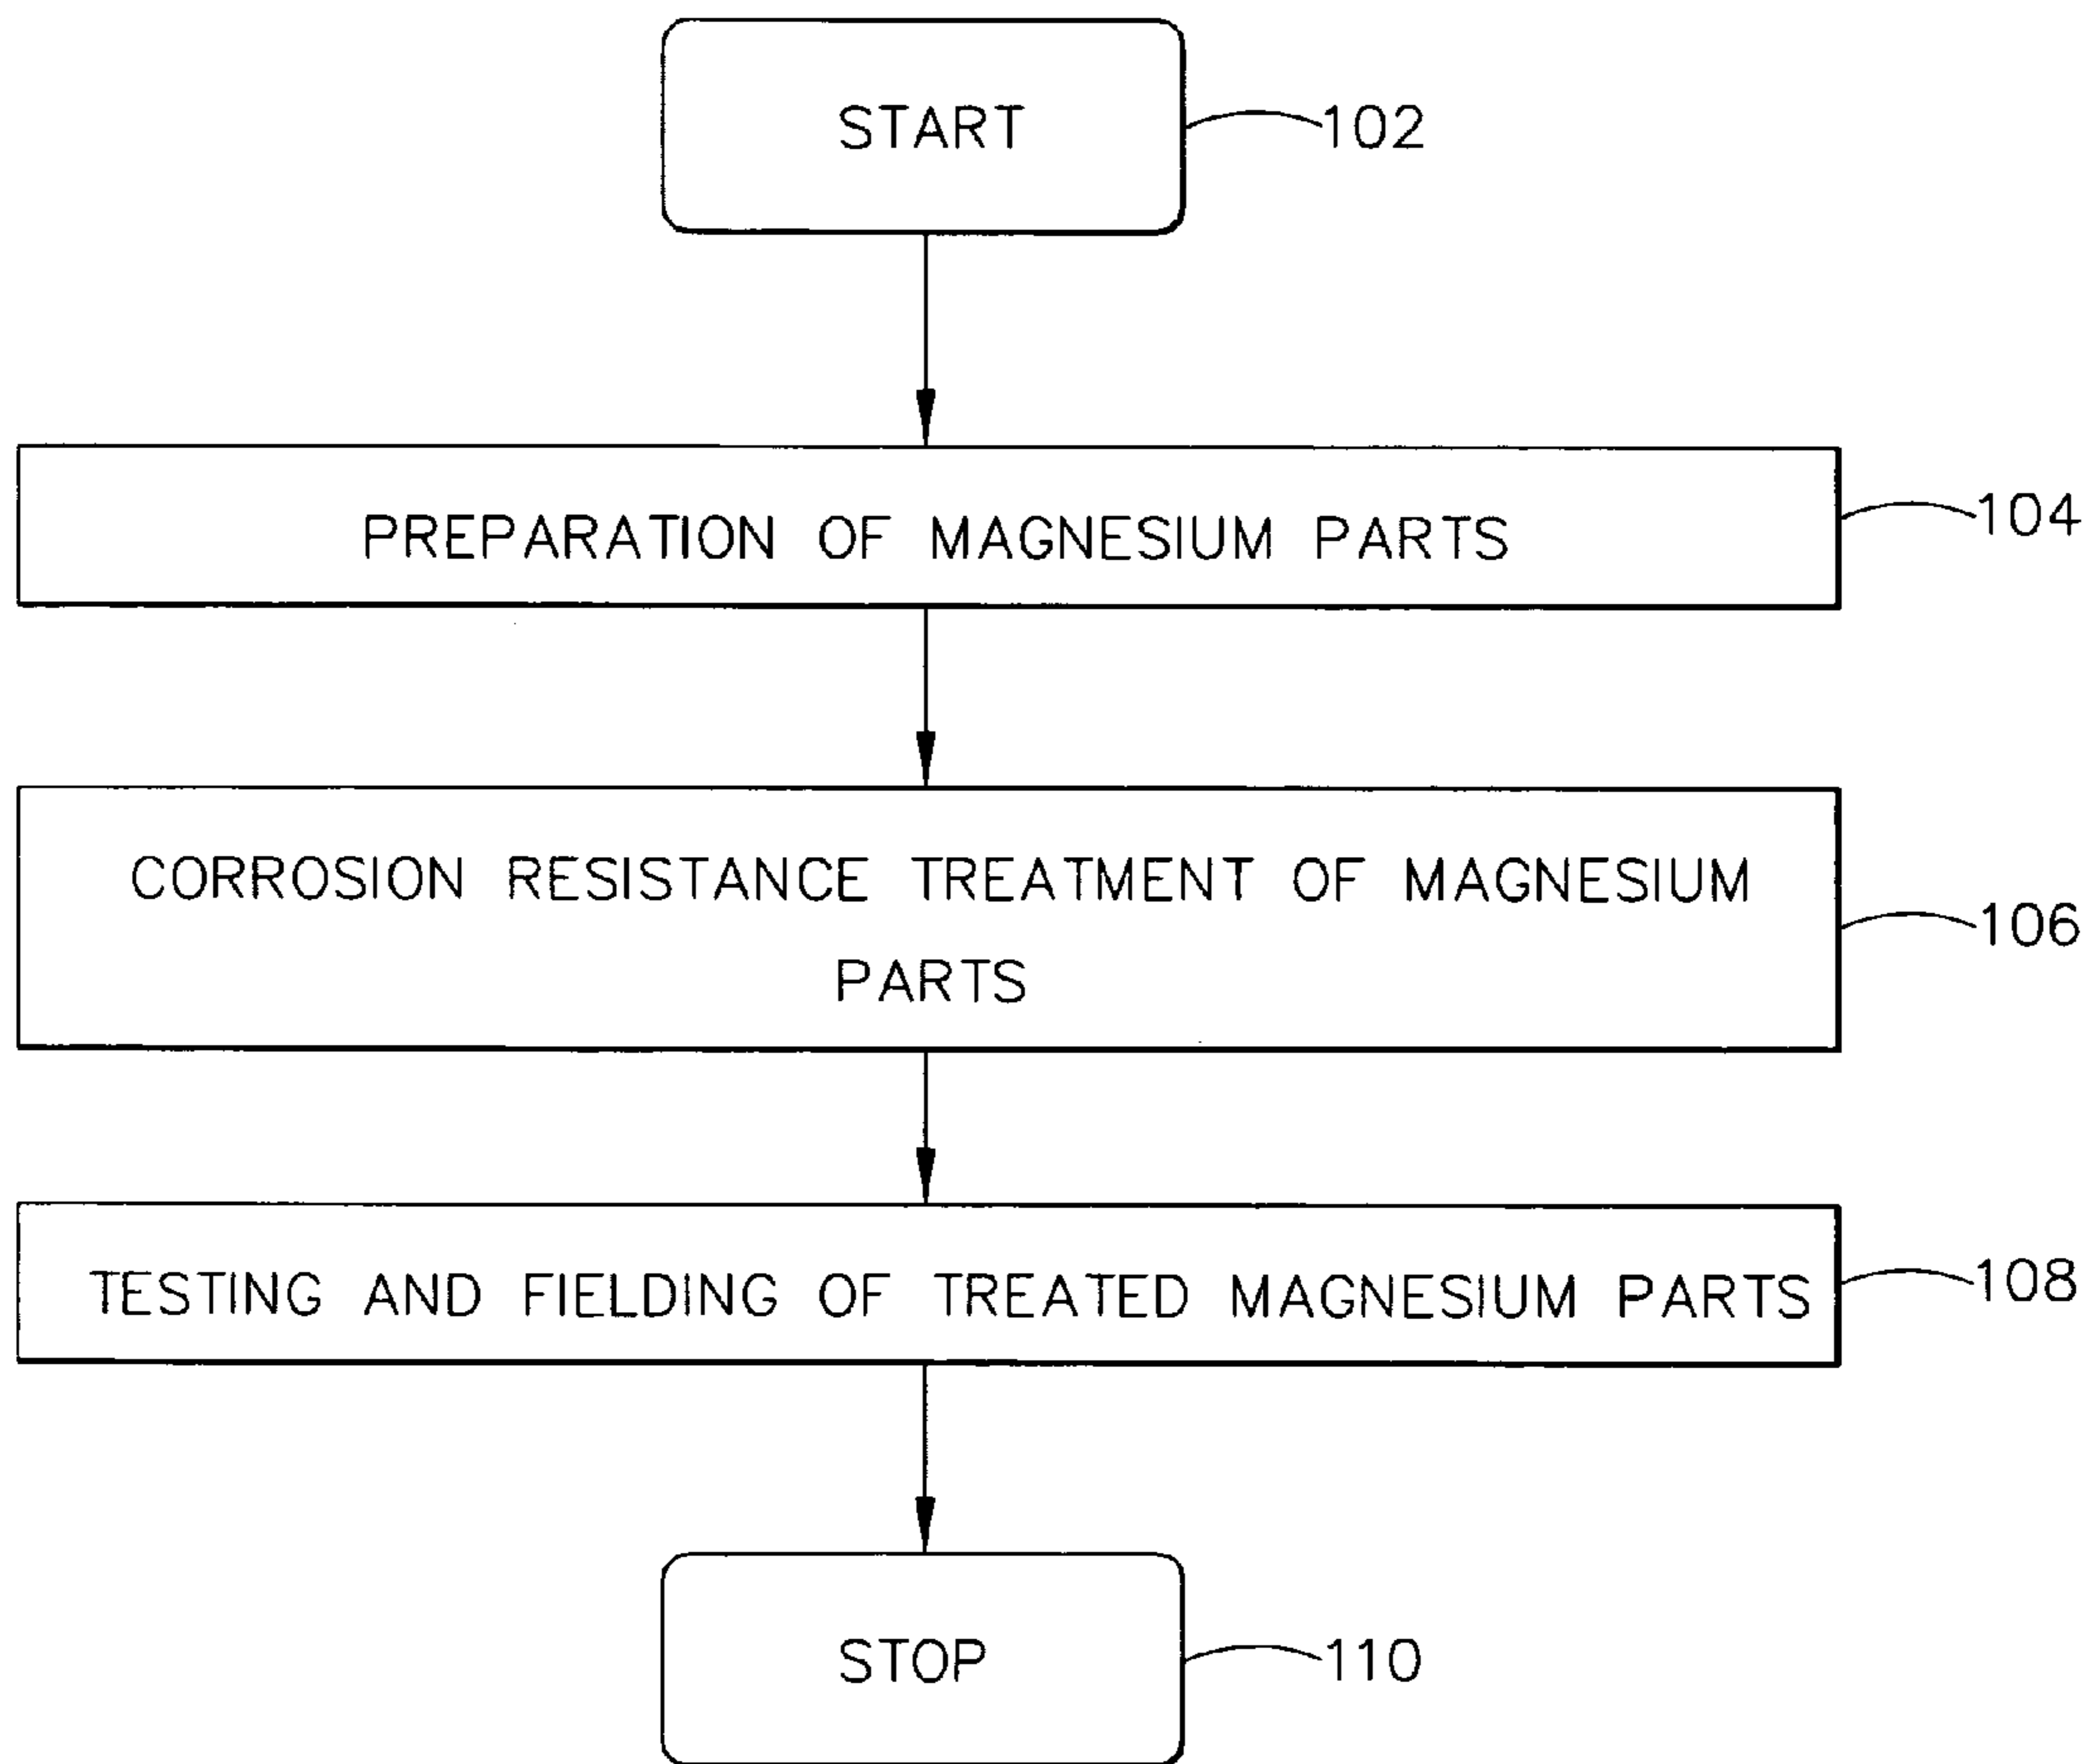 START
102
PREPARATION OF MAGNESIUM PARTS
104
CORROSION RESISTANCE TREATMENT OF MAGNESIUM
PARTS
106
TESTING AND FIELDING OF TREATED MAGNESIUM PARTS
108
STOP
110